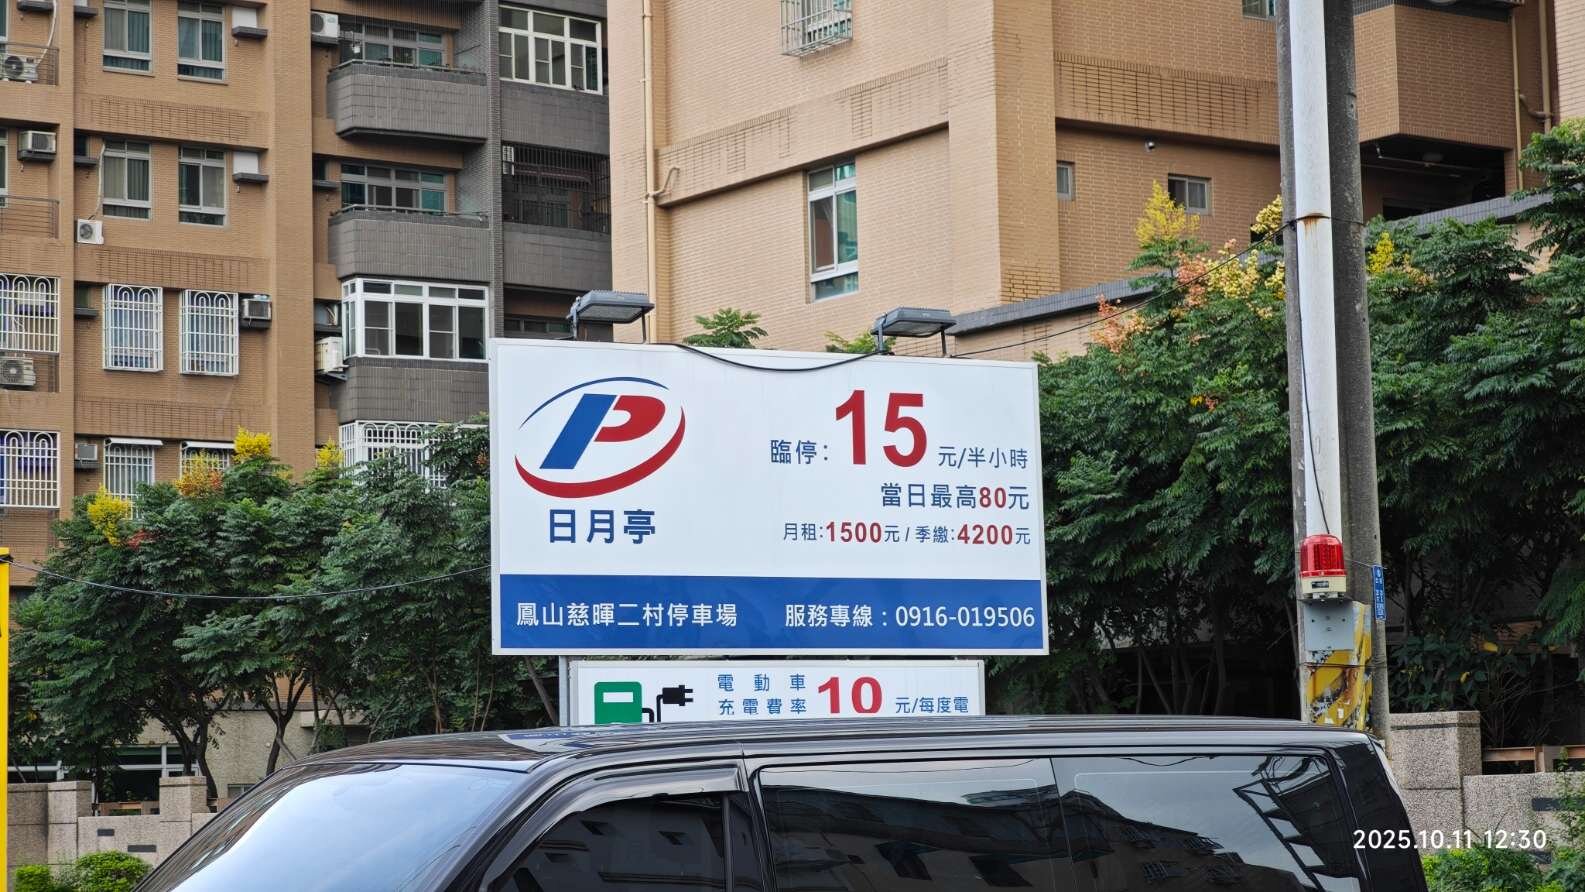 P
日月亭
臨停：15元/半小時
當日最高80元
月租：1500元 / 季繳：4200元
鳳山慈暉二村停車場　服務專線：0916-019506
電動車
充電費率 10 元/每度電
2025.10.11 12:30